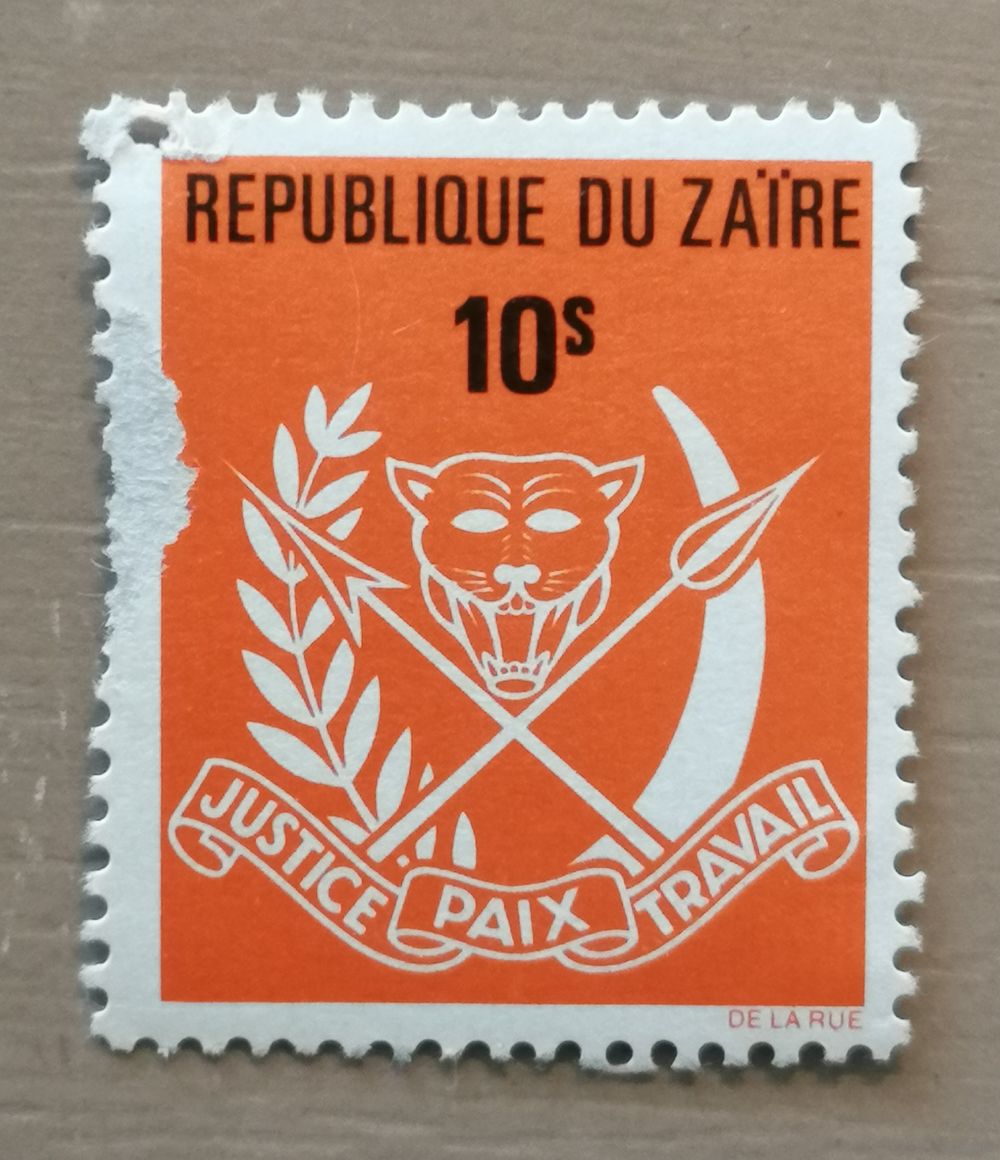 REPUBLIQUE DU ZAÏRE
10s
JUSTICE PAIX TRAVAIL
DE LA RUE